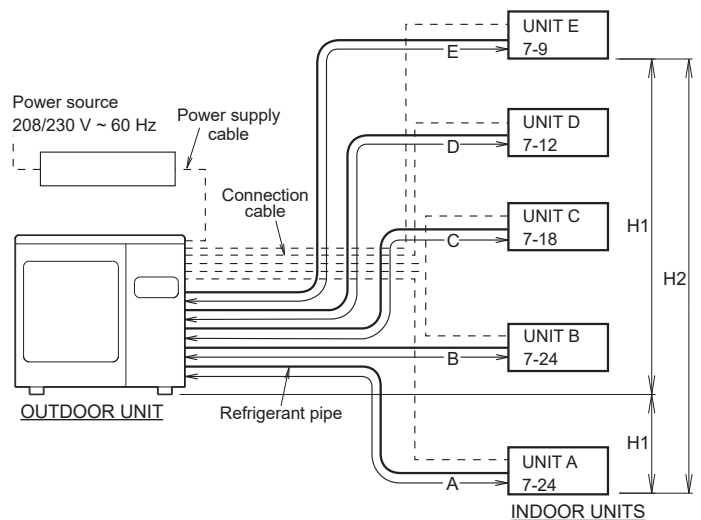 UNIT E
7-9
E
Power source
208/230 V ~ 60 Hz
Power supply
cable
UNIT D
7-12
D
Connection
cable
UNIT C
7-18
C
H1
H2
UNIT B
7-24
B
OUTDOOR UNIT
Refrigerant pipe
H1
UNIT A
7-24
A
INDOOR UNITS